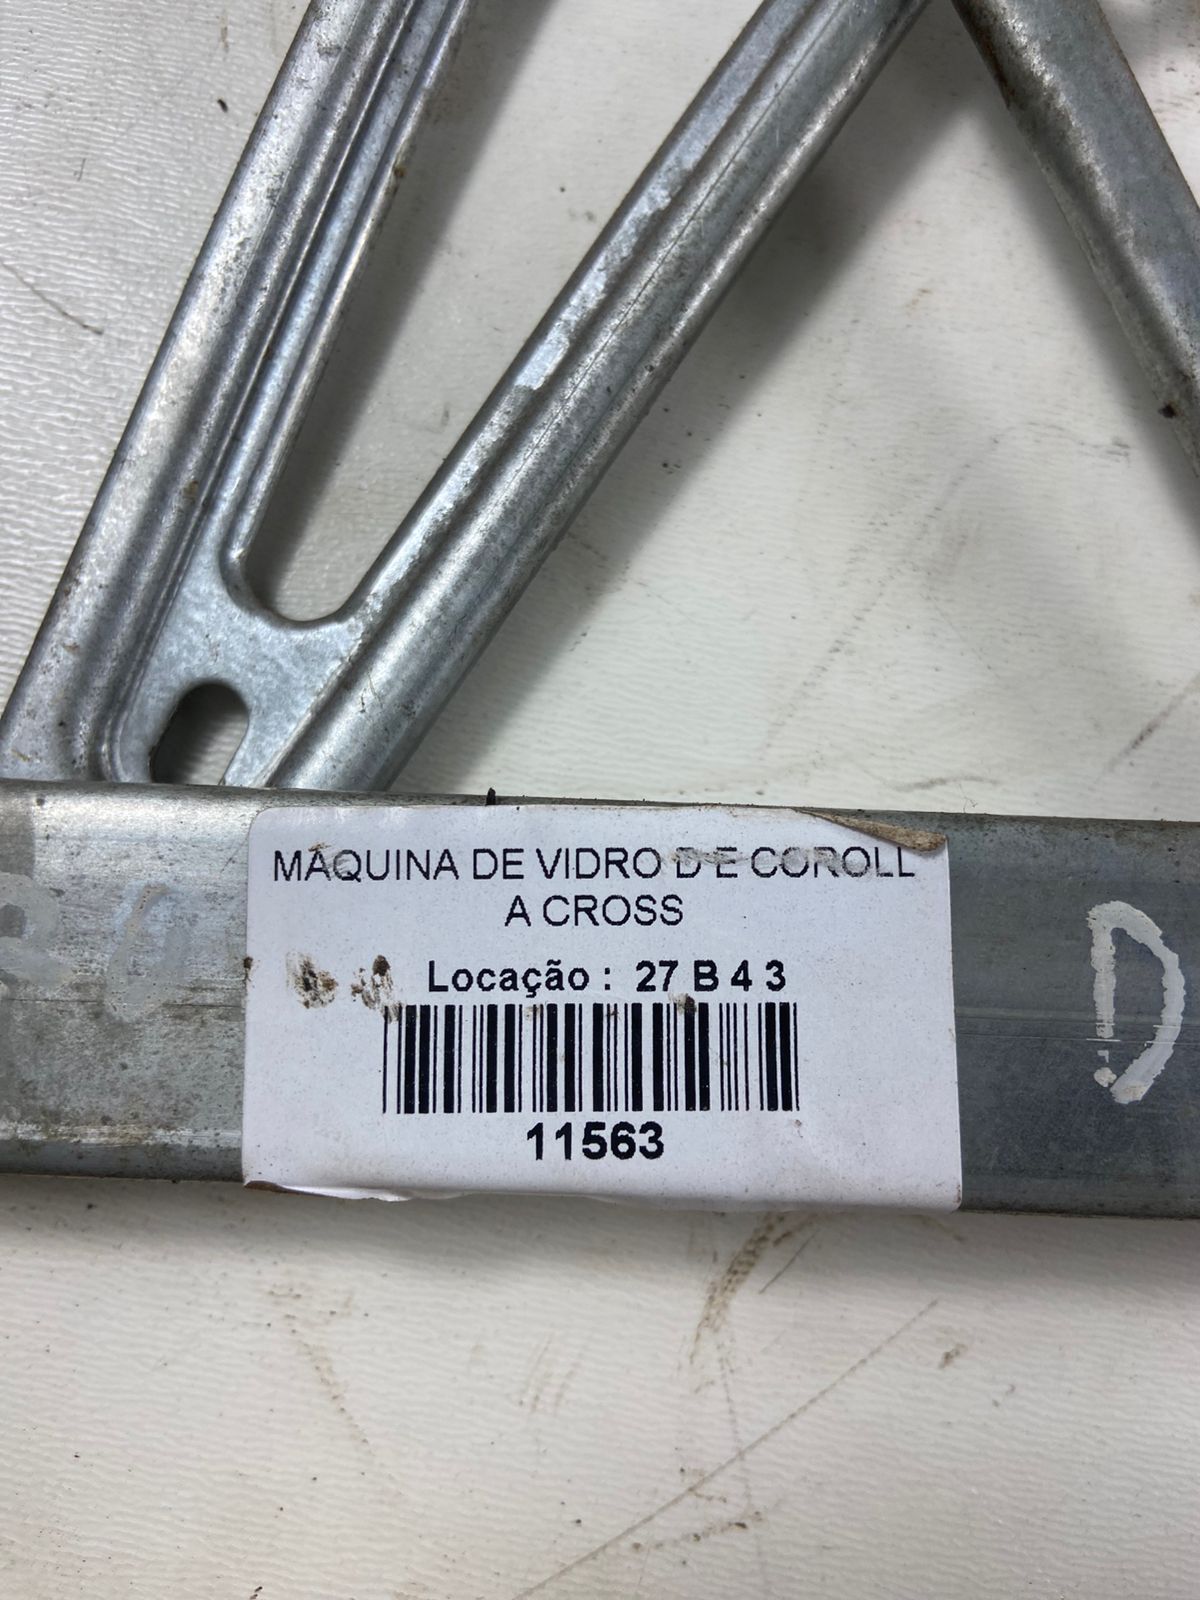 MAQUINA DE VIDRO D E COROLL
A CROSS
Locação : 27 B 4 3
11563
D